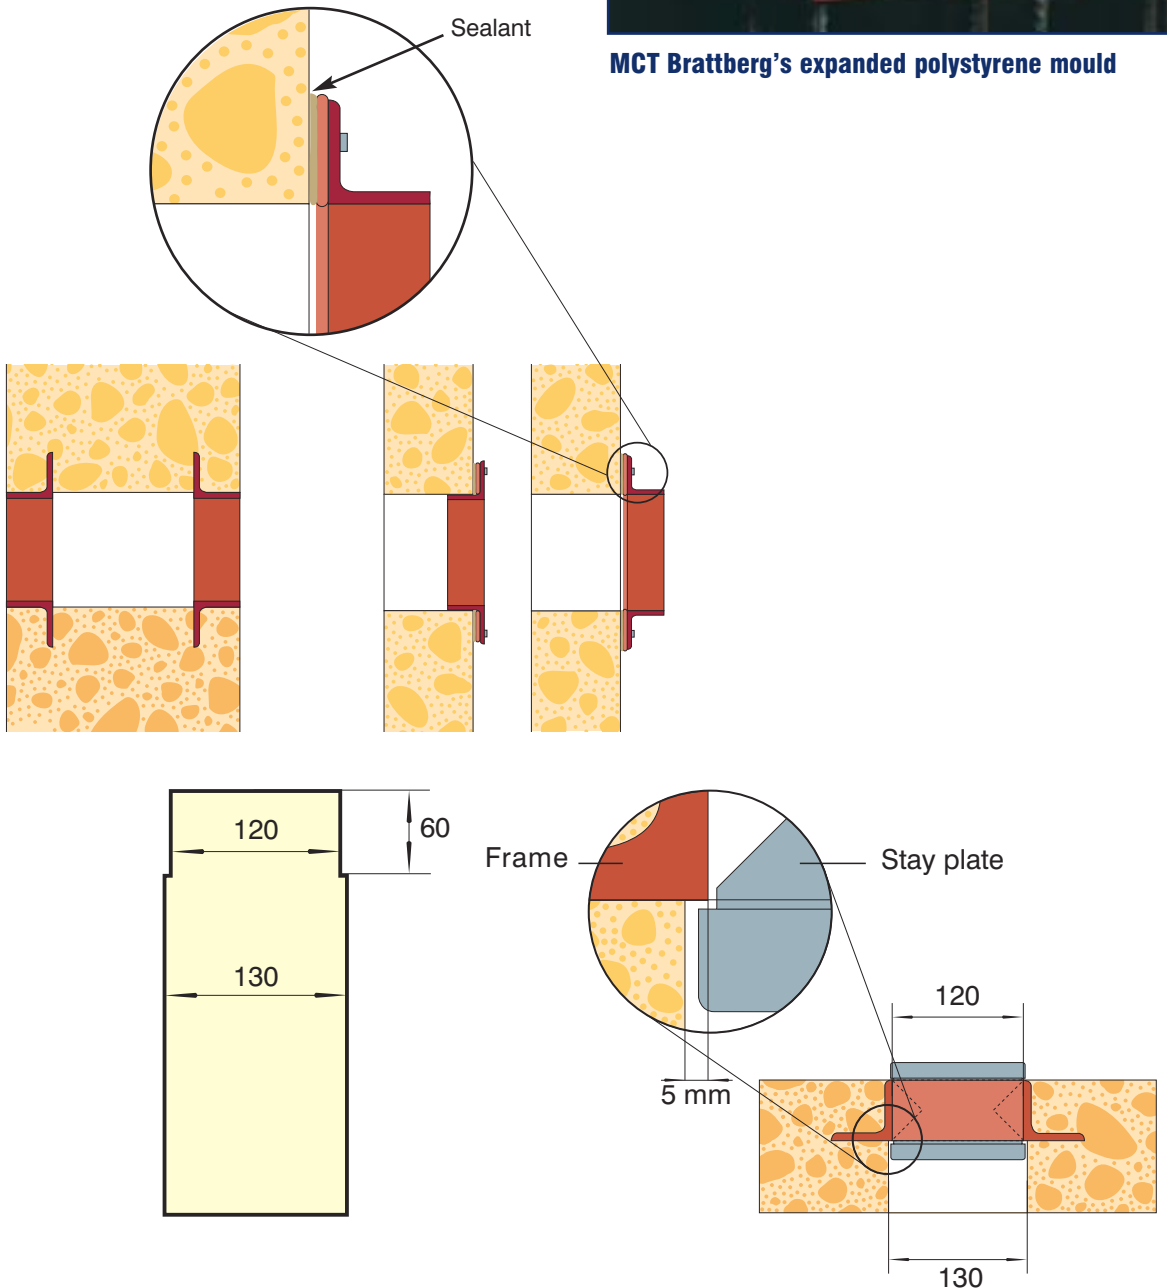 Sealant
MCT Brattberg's expanded polystyrene mould
120
60
130
Frame
Stay plate
5 mm
120
130